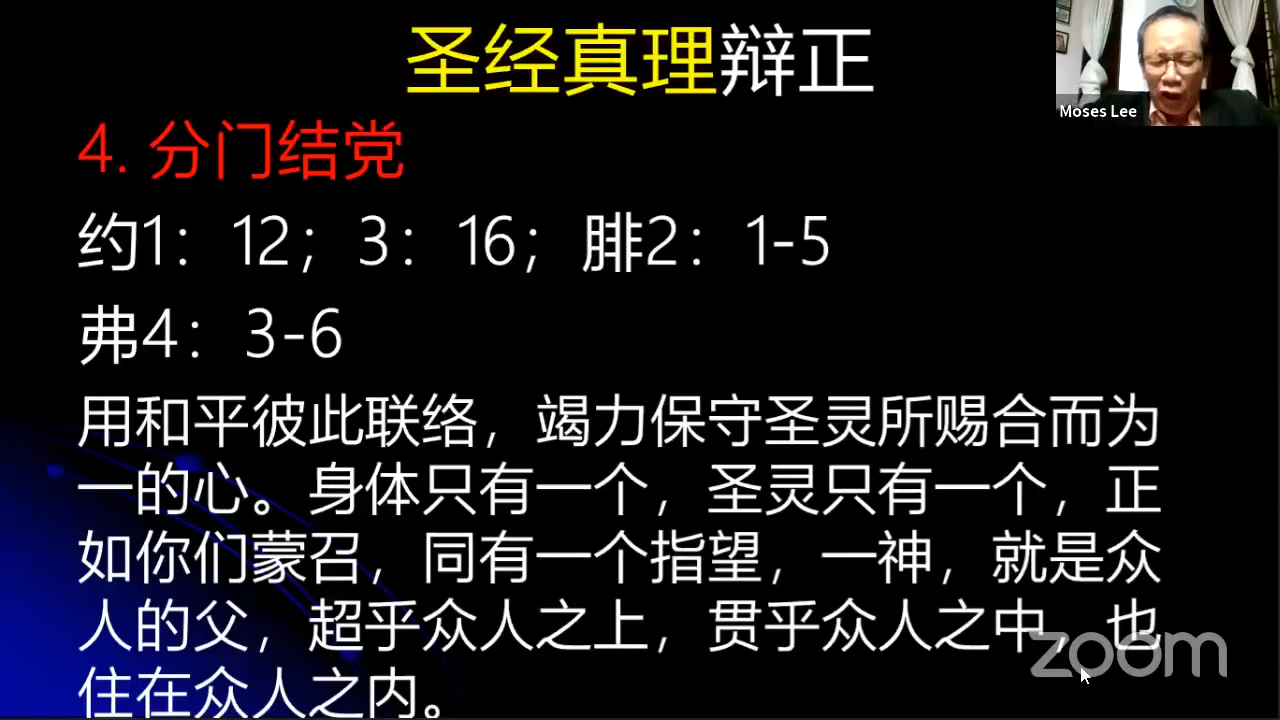 圣经真理辩正
Moses Lee
4. 分门结党
约1：12；3：16；腓2：1-5
弗4：3-6
用和平彼此联络，竭力保守圣灵所赐合而为
一的心。身体只有一个，圣灵只有一个，正
如你们蒙召，同有一个指望，一神，就是众
人的父，超乎众人之上，贯乎众人之中，也
住在众人之内。
zoom